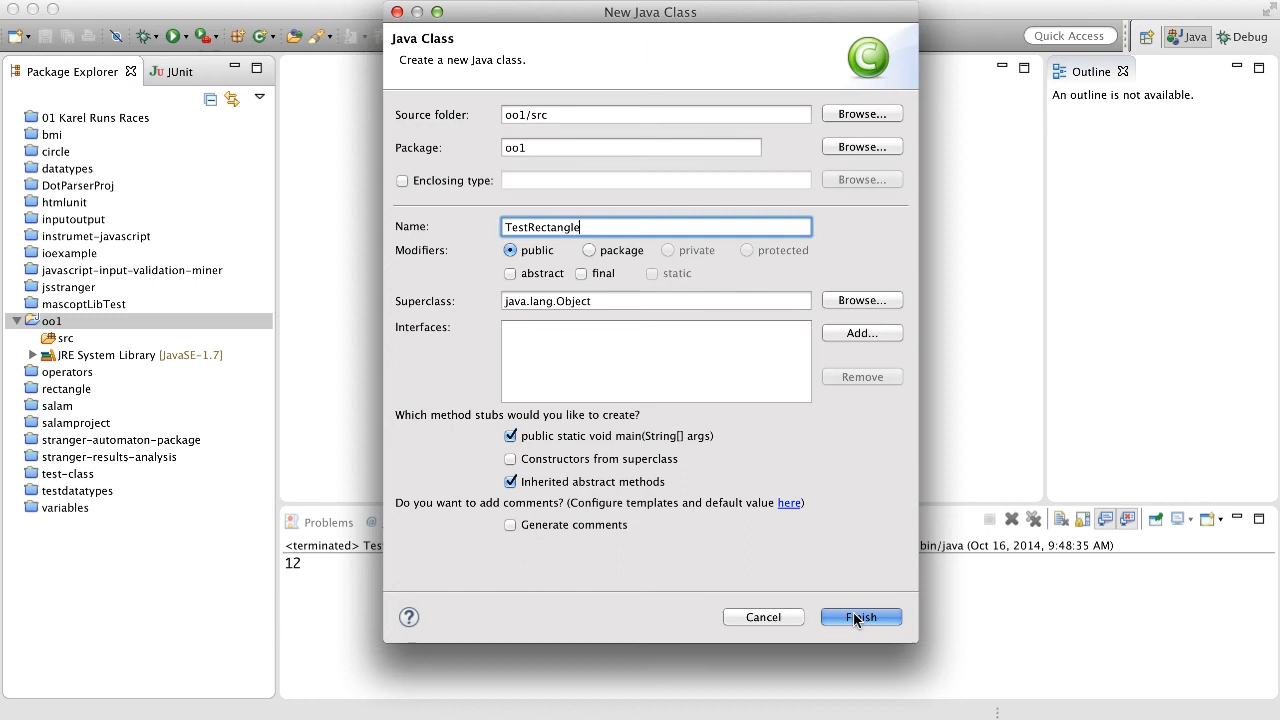 New Java Class
Quick Access
Java
Debug
Package Explorer
JUnit
01 Karel Runs Races
bmi
circle
datatypes
DotParserProj
htmlunit
inputoutput
instrumet-javascript
ioexample
javascript-input-validation-miner
jsstranger
mascoptLibTest
oo1
src
JRE System Library [JavaSE-1.7]
operators
rectangle
salam
salamproject
stranger-automaton-package
stranger-results-analysis
test-class
testdatatypes
variables
Java Class
Create a new Java class.
C
Source folder: oo1/src Browse...
Package: oo1 Browse...
Enclosing type: Browse...
Name: TestRectangle
Modifiers: public package private protected
abstract final static
Superclass: java.lang.Object Browse...
Interfaces: Add...
Remove
Which method stubs would you like to create?
public static void main(String[] args)
Constructors from superclass
Inherited abstract methods
Do you want to add comments? (Configure templates and default value here)
Generate comments
? Cancel Finish
Outline
An outline is not available.
Problems @
<terminated> Tes
bin/java (Oct 16, 2014, 9:48:35 AM)
12